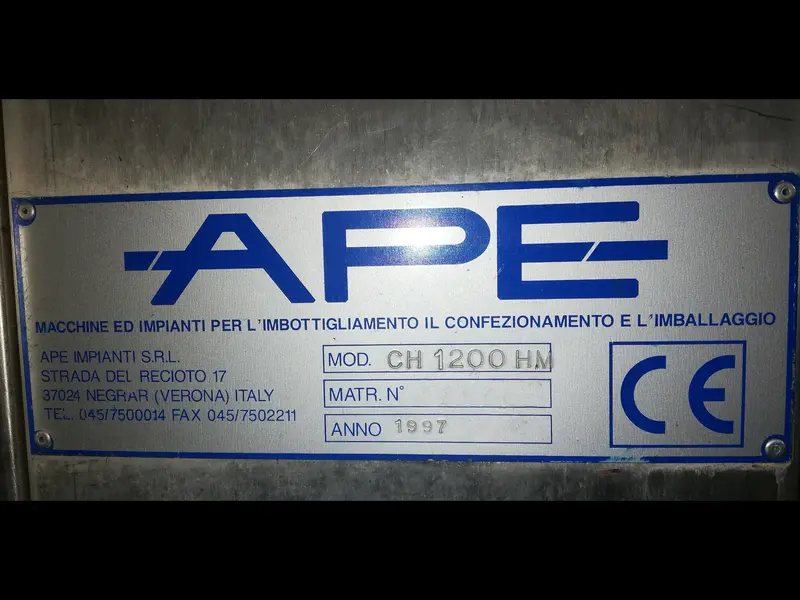 APE
MACCHINE ED IMPIANTI PER L'IMBOTTIGLIAMENTO IL CONFEZIONAMENTO E L'IMBALLAGGIO
APE IMPIANTI S.R.L.
STRADA DEL RECIOTO 17
37024 NEGRAR (VERONA) ITALY
TEL. 045/7500014 FAX 045/7502211
MOD. CH 1200 HM
MATR. N°
ANNO 1997
CE